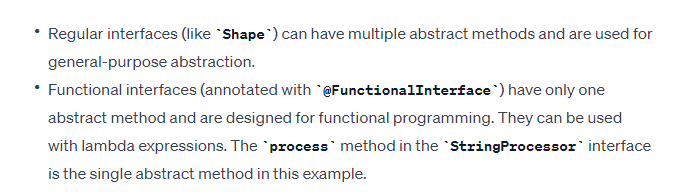 • Regular interfaces (like `Shape`) can have multiple abstract methods and are used for
general-purpose abstraction.
• Functional interfaces (annotated with `@FunctionalInterface`) have only one
abstract method and are designed for functional programming. They can be used
with lambda expressions. The `process` method in the `StringProcessor` interface
is the single abstract method in this example.